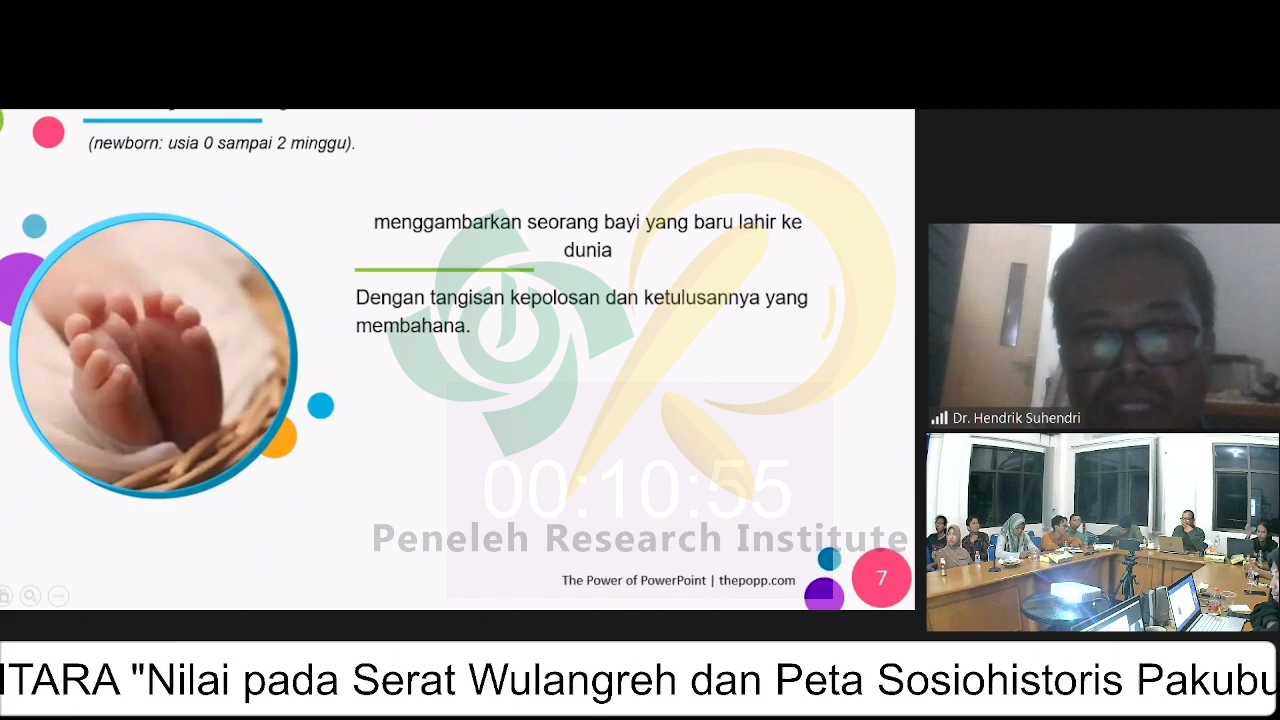 (newborn: usia 0 sampai 2 minggu).
menggambarkan seorang bayi yang baru lahir ke
dunia
Dengan tangisan kepolosan dan ketulusannya yang
membahana.
00:10:55
Peneleh Research Institute
The Power of PowerPoint | thepopp.com
7
Dr. Hendrik Suhendri
"Nilai pada Serat Wulangreh dan Peta Sosiohistoris